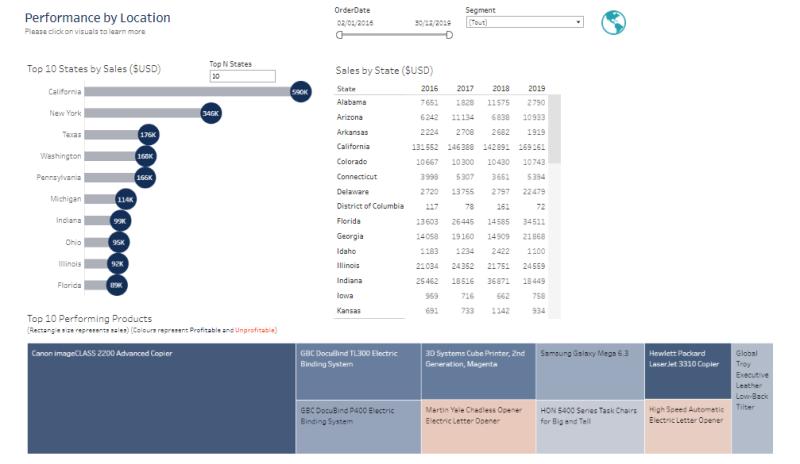 Performance by Location
Please click on visuals to learn more
OrderDate
02/01/2016 30/12/2019
Segment
(Tout)
Top 10 States by Sales ($USD)
Top N States
10
California 590K
New York 346K
Texas 176K
Washington 168K
Pennsylvania 166K
Michigan 114K
Indiana 99K
Ohio 95K
Illinois 92K
Florida 89K
Sales by State ($USD)
State 2016 2017 2018 2019
Alabama 7651 1828 11575 2790
Arizona 6242 11134 6838 10933
Arkansas 2224 2708 2682 1919
California 131552 146388 142891 169161
Colorado 10667 10300 10430 10743
Connecticut 3998 5307 3651 5394
Delaware 2720 13755 2797 22479
District of Columbia 117 78 161 72
Florida 13603 26445 14585 34511
Georgia 14058 19160 14909 21868
Idaho 1183 1234 2422 1100
Illinois 21034 24352 21751 24559
Indiana 25462 18516 36871 18449
Iowa 959 716 662 758
Kansas 691 733 1142 934
Top 10 Performing Products
(Rectangle size represents sales) (Colours represent Profitable and Unprofitable)
Canon imageCLASS 2200 Advanced Copier
GBC DocuBind TL300 Electric
Binding System
GBC DocuBind P400 Electric
Binding System
3D Systems Cube Printer, 2nd
Generation, Magenta
Martin Yale Chadless Opener
Electric Letter Opener
Samsung Galaxy Mega 6.3
HON 5400 Series Task Chairs
for Big and Tall
Hewlett Packard
LaserJet 3310 Copier
High Speed Automatic
Electric Letter Opener
Global
Troy
Executive
Leather
Low-Back
Tilter